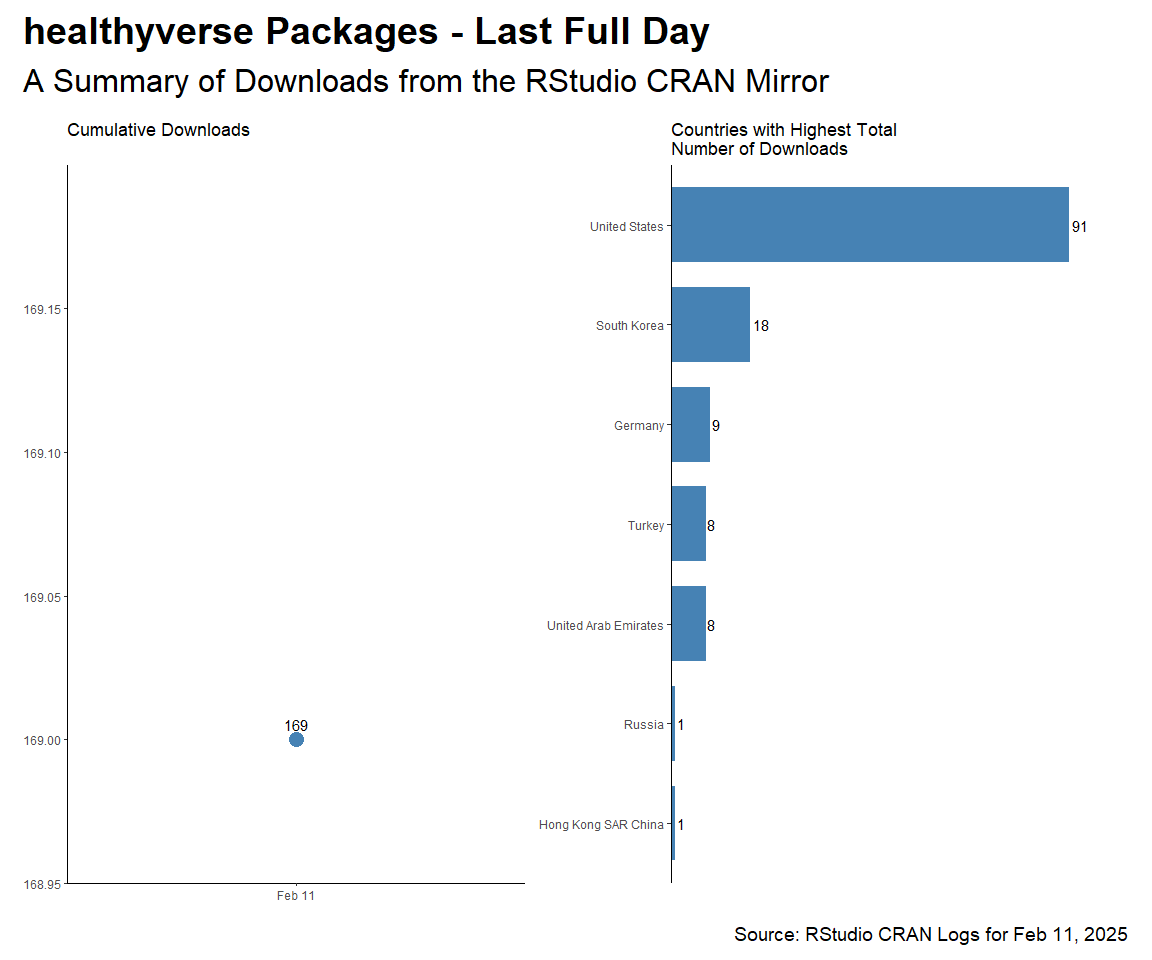 healthyverse Packages - Last Full Day
A Summary of Downloads from the RStudio CRAN Mirror
Cumulative Downloads
169.15
169.10
169.05
169.00
168.95
169
Feb 11
Countries with Highest Total
Number of Downloads
United States
91
South Korea
18
Germany
9
Turkey
8
United Arab Emirates
8
Russia
1
Hong Kong SAR China
1
Source: RStudio CRAN Logs for Feb 11, 2025